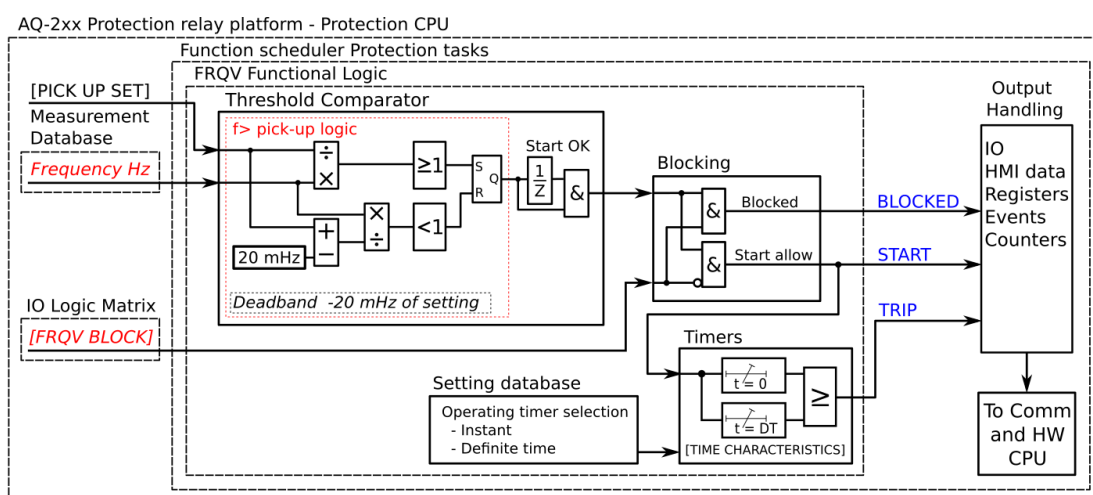 AQ-2xx Protection relay platform - Protection CPU
Function scheduler Protection tasks
FRQV Functional Logic
[PICK UP SET]
Measurement
Database
Frequency Hz
Threshold Comparator
f> pick-up logic
÷
×
≥1
S
R
Q
Start OK
1
Z
&
×
÷
<1
+
−
20 mHz
Deadband -20 mHz of setting
IO Logic Matrix
[FRQV BLOCK]
Blocking
&
Blocked
&
Start allow
BLOCKED
START
TRIP
Output
Handling
IO
HMI data
Registers
Events
Counters
Timers
t = 0
t = DT
≥
[TIME CHARACTERISTICS]
Setting database
Operating timer selection
- Instant
- Definite time
To Comm
and HW
CPU